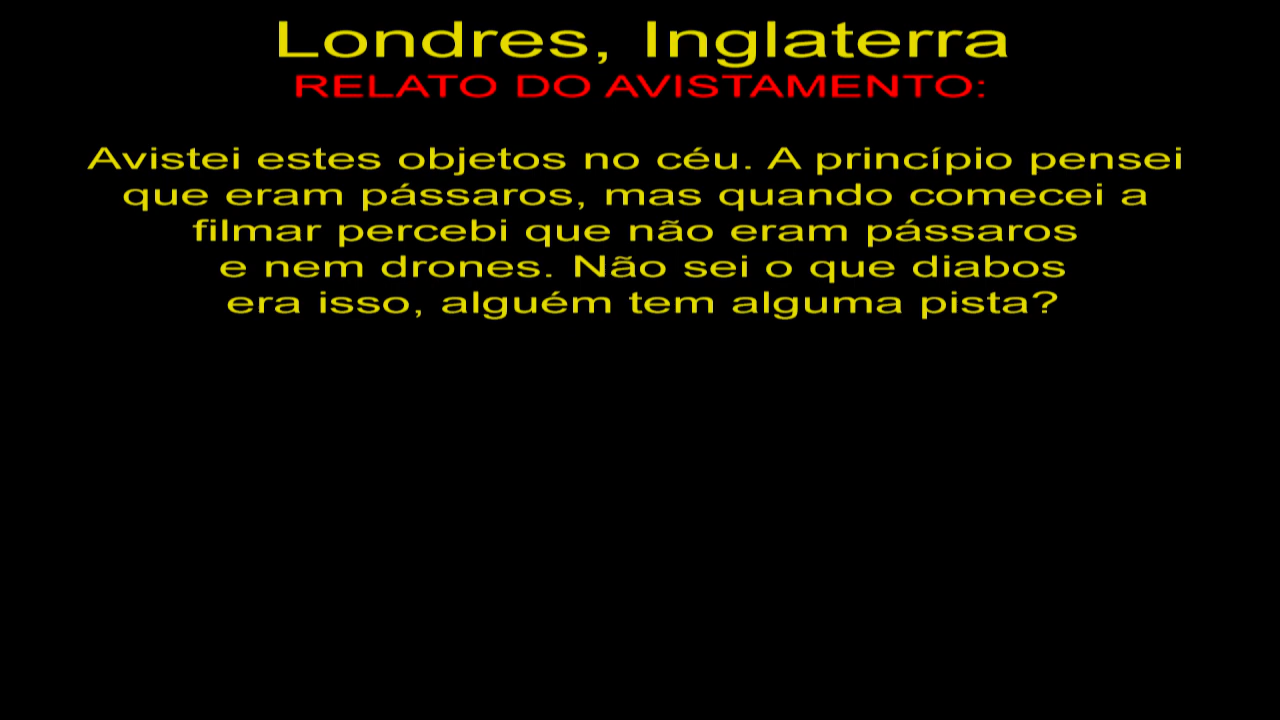 Londres, Inglaterra
RELATO DO AVISTAMENTO:
Avistei estes objetos no céu. A princípio pensei
que eram pássaros, mas quando comecei a
filmar percebi que não eram pássaros
e nem drones. Não sei o que diabos
era isso, alguém tem alguma pista?